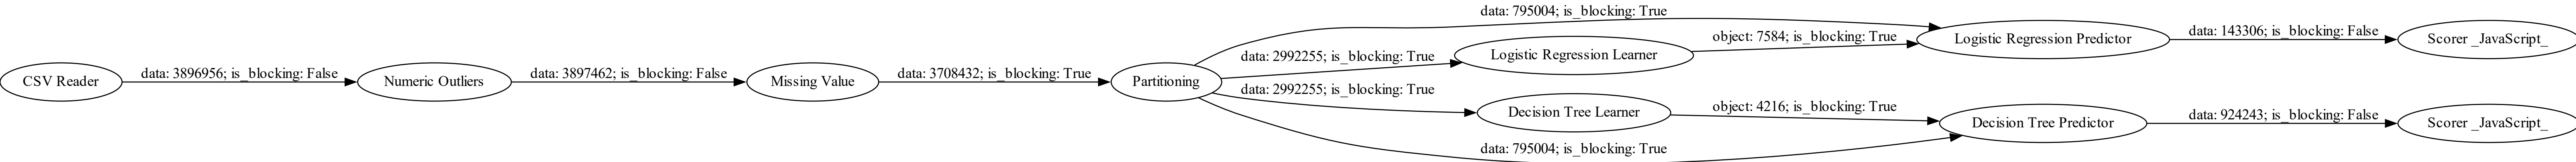 data: 795004; is_blocking: True
CSV Reader
data: 3896956; is_blocking: False
Numeric Outliers
data: 3897462; is_blocking: False
Missing Value
data: 3708432; is_blocking: True
Partitioning
data: 2992255; is_blocking: True
Logistic Regression Learner
object: 7584; is_blocking: True
Logistic Regression Predictor
data: 143306; is_blocking: False
Scorer _JavaScript_
data: 2992255; is_blocking: True
Decision Tree Learner
object: 4216; is_blocking: True
Decision Tree Predictor
data: 924243; is_blocking: False
Scorer _JavaScript_
data: 795004; is_blocking: True